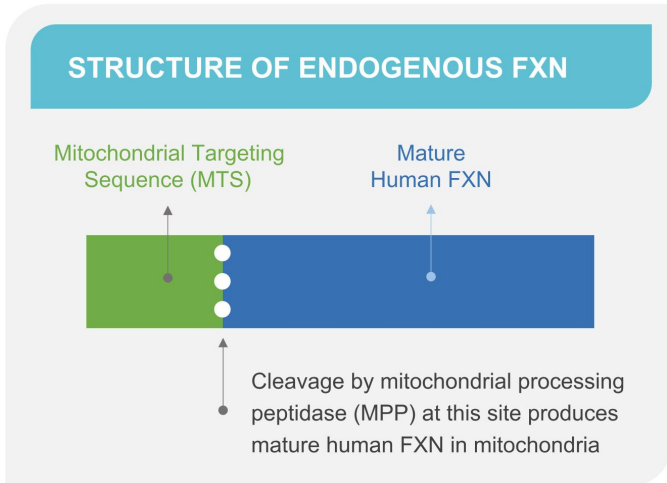 STRUCTURE OF ENDOGENOUS FXN
Mitochondrial Targeting
Sequence (MTS)
Mature
Human FXN
Cleavage by mitochondrial processing
peptidase (MPP) at this site produces
mature human FXN in mitochondria